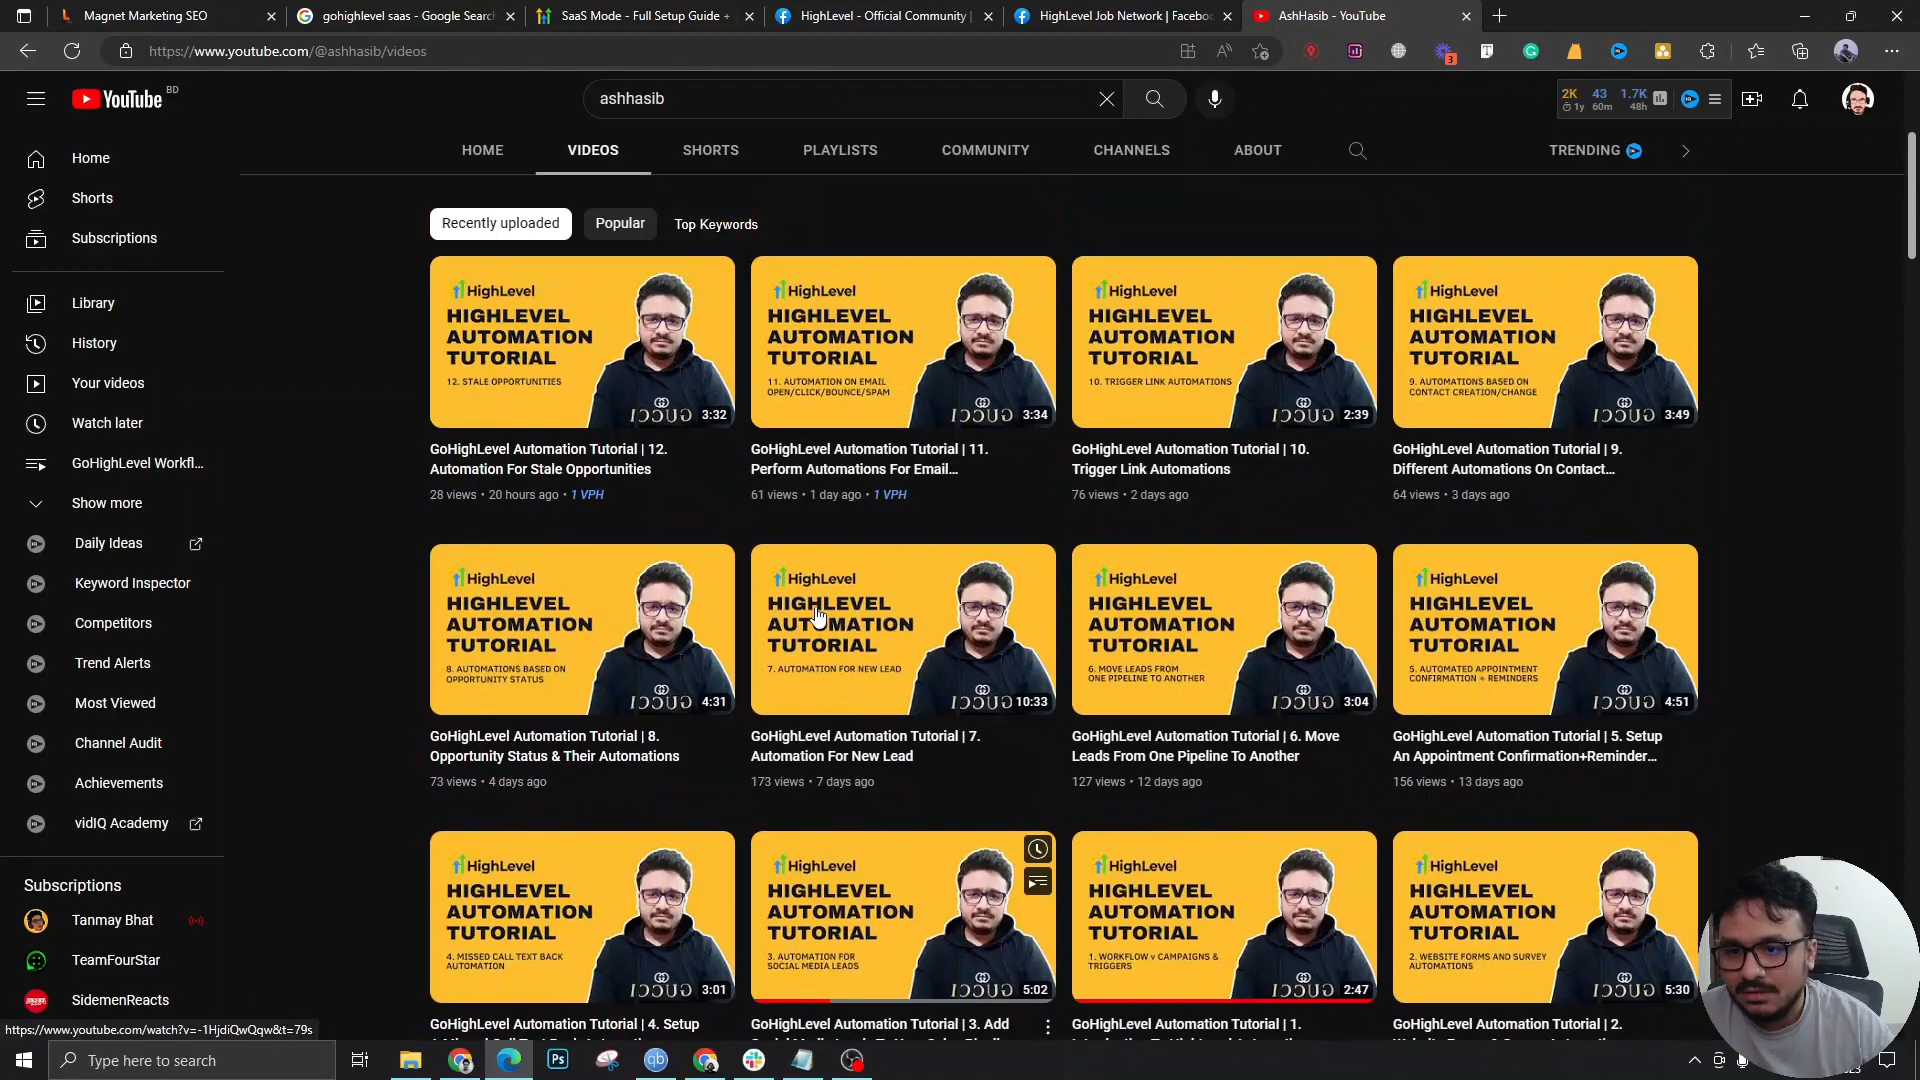 Magnet Marketing SEO
gohighlevel saas - Google Searc
SaaS Mode - Full Setup Guide +
HighLevel - Official Community |
HighLevel Job Network | Facebo
AshHasib - YouTube
https://www.youtube.com/@ashhasib/videos
3
YouTube BD
ashhasib
2K 43 1.7K
1y 60m 48h
Home
Shorts
Subscriptions
Library
History
Your videos
Watch later
GoHighLevel Workfl...
Show more
Daily Ideas
Keyword Inspector
Competitors
Trend Alerts
Most Viewed
Channel Audit
Achievements
vidIQ Academy
Subscriptions
Tanmay Bhat
TeamFourStar
SidemenReacts
HOME VIDEOS SHORTS PLAYLISTS COMMUNITY CHANNELS ABOUT TRENDING
Recently uploaded Popular Top Keywords
HighLevel
HIGHLEVEL
AUTOMATION
TUTORIAL
12. STALE OPPORTUNITIES
3:32
GoHighLevel Automation Tutorial | 12.
Automation For Stale Opportunities
28 views • 20 hours ago • 1 VPH
HighLevel
HIGHLEVEL
AUTOMATION
TUTORIAL
11. AUTOMATION ON EMAIL
OPEN/CLICK/BOUNCE/SPAM
3:34
GoHighLevel Automation Tutorial | 11.
Perform Automations For Email...
61 views • 1 day ago • 1 VPH
HighLevel
HIGHLEVEL
AUTOMATION
TUTORIAL
10. TRIGGER LINK AUTOMATIONS
2:39
GoHighLevel Automation Tutorial | 10.
Trigger Link Automations
76 views • 2 days ago
HighLevel
HIGHLEVEL
AUTOMATION
TUTORIAL
9. AUTOMATIONS BASED ON
CONTACT CREATION/CHANGE
3:49
GoHighLevel Automation Tutorial | 9.
Different Automations On Contact...
64 views • 3 days ago
HighLevel
HIGHLEVEL
AUTOMATION
TUTORIAL
8. AUTOMATIONS BASED ON
OPPORTUNITY STATUS
4:31
GoHighLevel Automation Tutorial | 8.
Opportunity Status & Their Automations
73 views • 4 days ago
HighLevel
HIGHLEVEL
AUTOMATION
TUTORIAL
7. AUTOMATION FOR NEW LEAD
10:33
GoHighLevel Automation Tutorial | 7.
Automation For New Lead
173 views • 7 days ago
HighLevel
HIGHLEVEL
AUTOMATION
TUTORIAL
6. MOVE LEADS FROM
ONE PIPELINE TO ANOTHER
3:04
GoHighLevel Automation Tutorial | 6. Move
Leads From One Pipeline To Another
127 views • 12 days ago
HighLevel
HIGHLEVEL
AUTOMATION
TUTORIAL
5. AUTOMATED APPOINTMENT
CONFIRMATION + REMINDERS
4:51
GoHighLevel Automation Tutorial | 5. Setup
An Appointment Confirmation+Reminder...
156 views • 13 days ago
HighLevel
HIGHLEVEL
AUTOMATION
TUTORIAL
4. MISSED CALL TEXT BACK
AUTOMATION
3:01
GoHighLevel Automation Tutorial | 4. Setup
HighLevel
HIGHLEVEL
AUTOMATION
TUTORIAL
3. AUTOMATION FOR
SOCIAL MEDIA LEADS
5:02
GoHighLevel Automation Tutorial | 3. Add
HighLevel
HIGHLEVEL
AUTOMATION
TUTORIAL
1. WORKFLOW v CAMPAIGNS &
TRIGGERS
2:47
GoHighLevel Automation Tutorial | 1.
HighLevel
HIGHLEVEL
AUTOMATION
TUTORIAL
2. WEBSITE FORMS AND SURVEY
AUTOMATIONS
5:30
GoHighLevel Automation Tutorial | 2.
https://www.youtube.com/watch?v=-1HjdiQwQqw&t=79s
Type here to search
Ps
qb